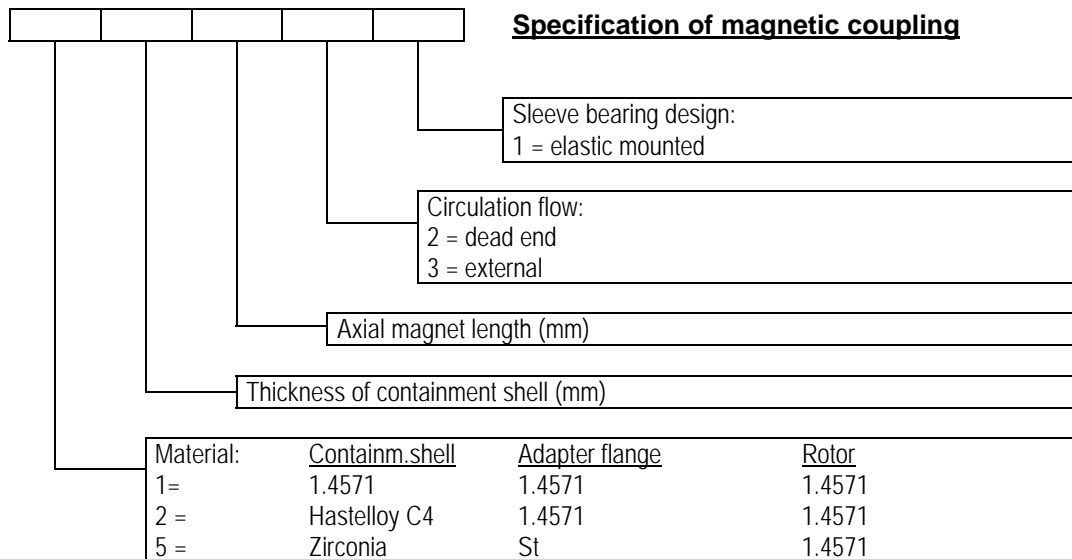 Specification of magnetic coupling
Sleeve bearing design:
1 = elastic mounted
Circulation flow:
2 = dead end
3 = external
Axial magnet length (mm)
Thickness of containment shell (mm)
Material: Containm.shell Adapter flange Rotor
1= 1.4571 1.4571 1.4571
2 = Hastelloy C4 1.4571 1.4571
5 = Zirconia St 1.4571